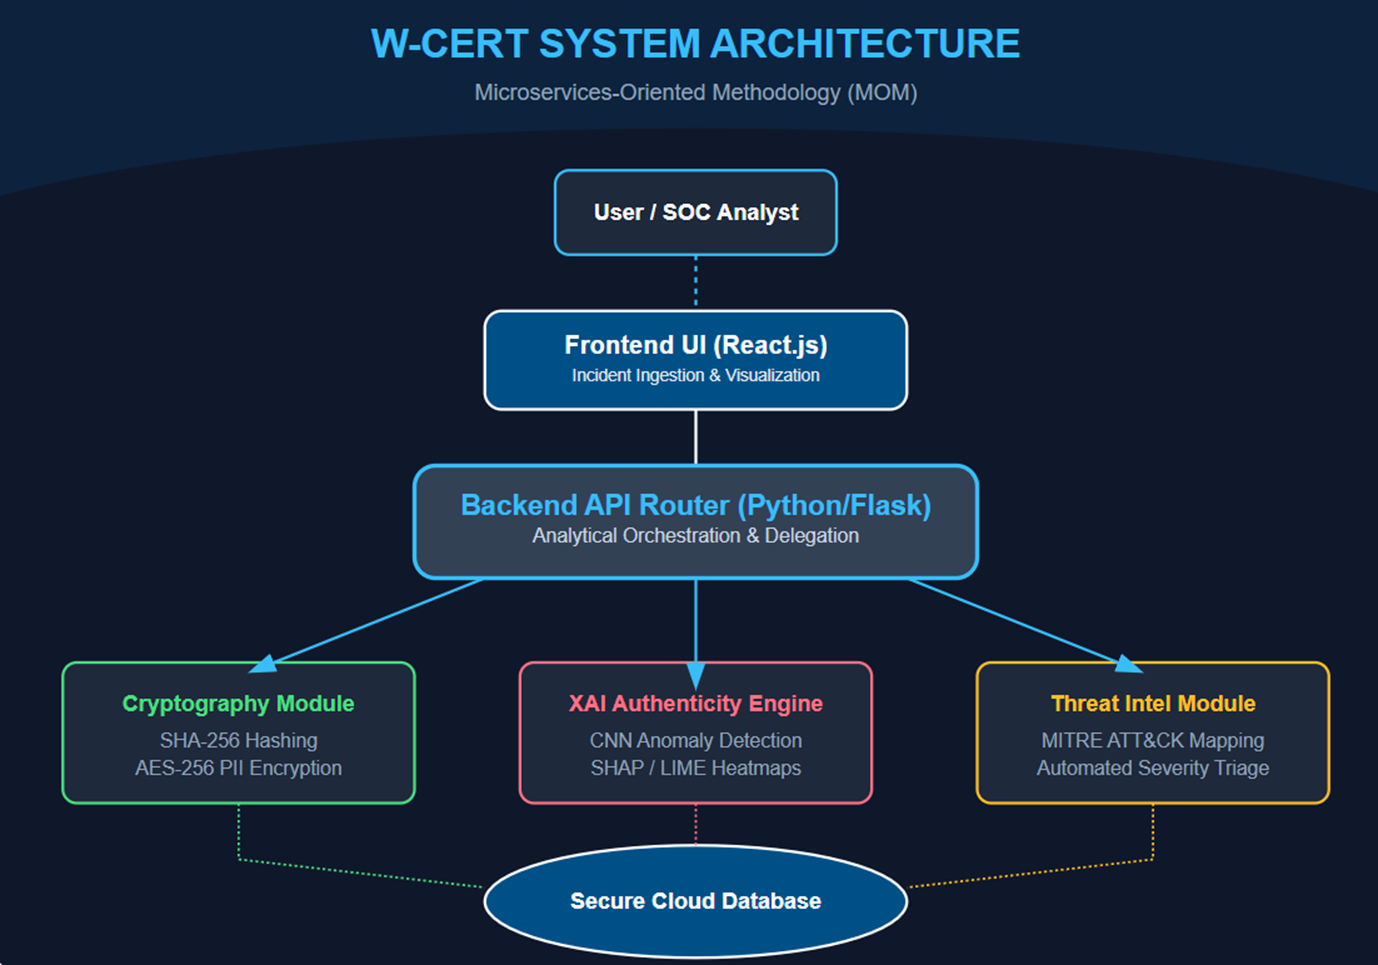 W-CERT SYSTEM ARCHITECTURE
Microservices-Oriented Methodology (MOM)
User / SOC Analyst
Frontend UI (React.js)
Incident Ingestion & Visualization
Backend API Router (Python/Flask)
Analytical Orchestration & Delegation
Cryptography Module
SHA-256 Hashing
AES-256 PII Encryption
XAI Authenticity Engine
CNN Anomaly Detection
SHAP / LIME Heatmaps
Threat Intel Module
MITRE ATT&CK Mapping
Automated Severity Triage
Secure Cloud Database